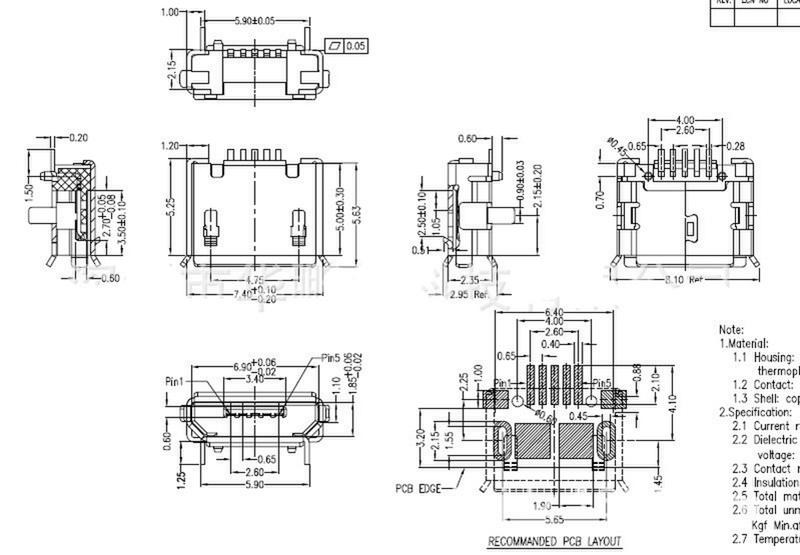 REV. ECN NO
1.00
5.90±0.05
0.05
2.15
0.20
1.50
2.70+0.05
-0.08
3.50±0.10
0.60
1.20
5.25
5.00±0.30
5.63
4.75
7.40+0.10
-0.20
0.60
2.50±0.10
1.05
0.51
0.90±0.03
2.15±0.20
2.35
2.95 Ref.
4.00
2.60
ø0.45
0.65
0.28
0.70
8.10 Ref.
6.90+0.06
-0.02
3.40
Pin1
Pin5
1.10
1.85+0.06
-0.02
0.60
1.25
0.65
2.60
5.90
6.40
4.00
2.60
0.40
0.65
Pin1
Pin5
1.00
2.25
0.88
2.10
4.10
ø0.60
0.45
3.20
2.15
1.55
1.45
PCB EDGE
1.90
5.65
RECOMMANDED PCB LAYOUT
Note:
1.Material:
1.1 Housing:
1.2 Contact:
1.3 Shell:
2.Specification:
2.1 Current
2.2 Dielectric
voltage:
2.3 Contact
2.4 Insulation
2.5 Total
2.6 Total
Kgf
2.7